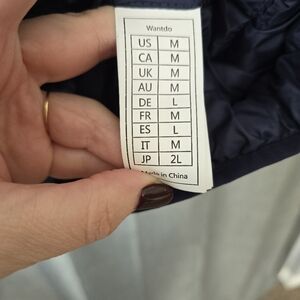 Wantdo
US M
CA M
UK M
AU M
DE L
FR M
ES L
IT M
JP 2L
Made in China